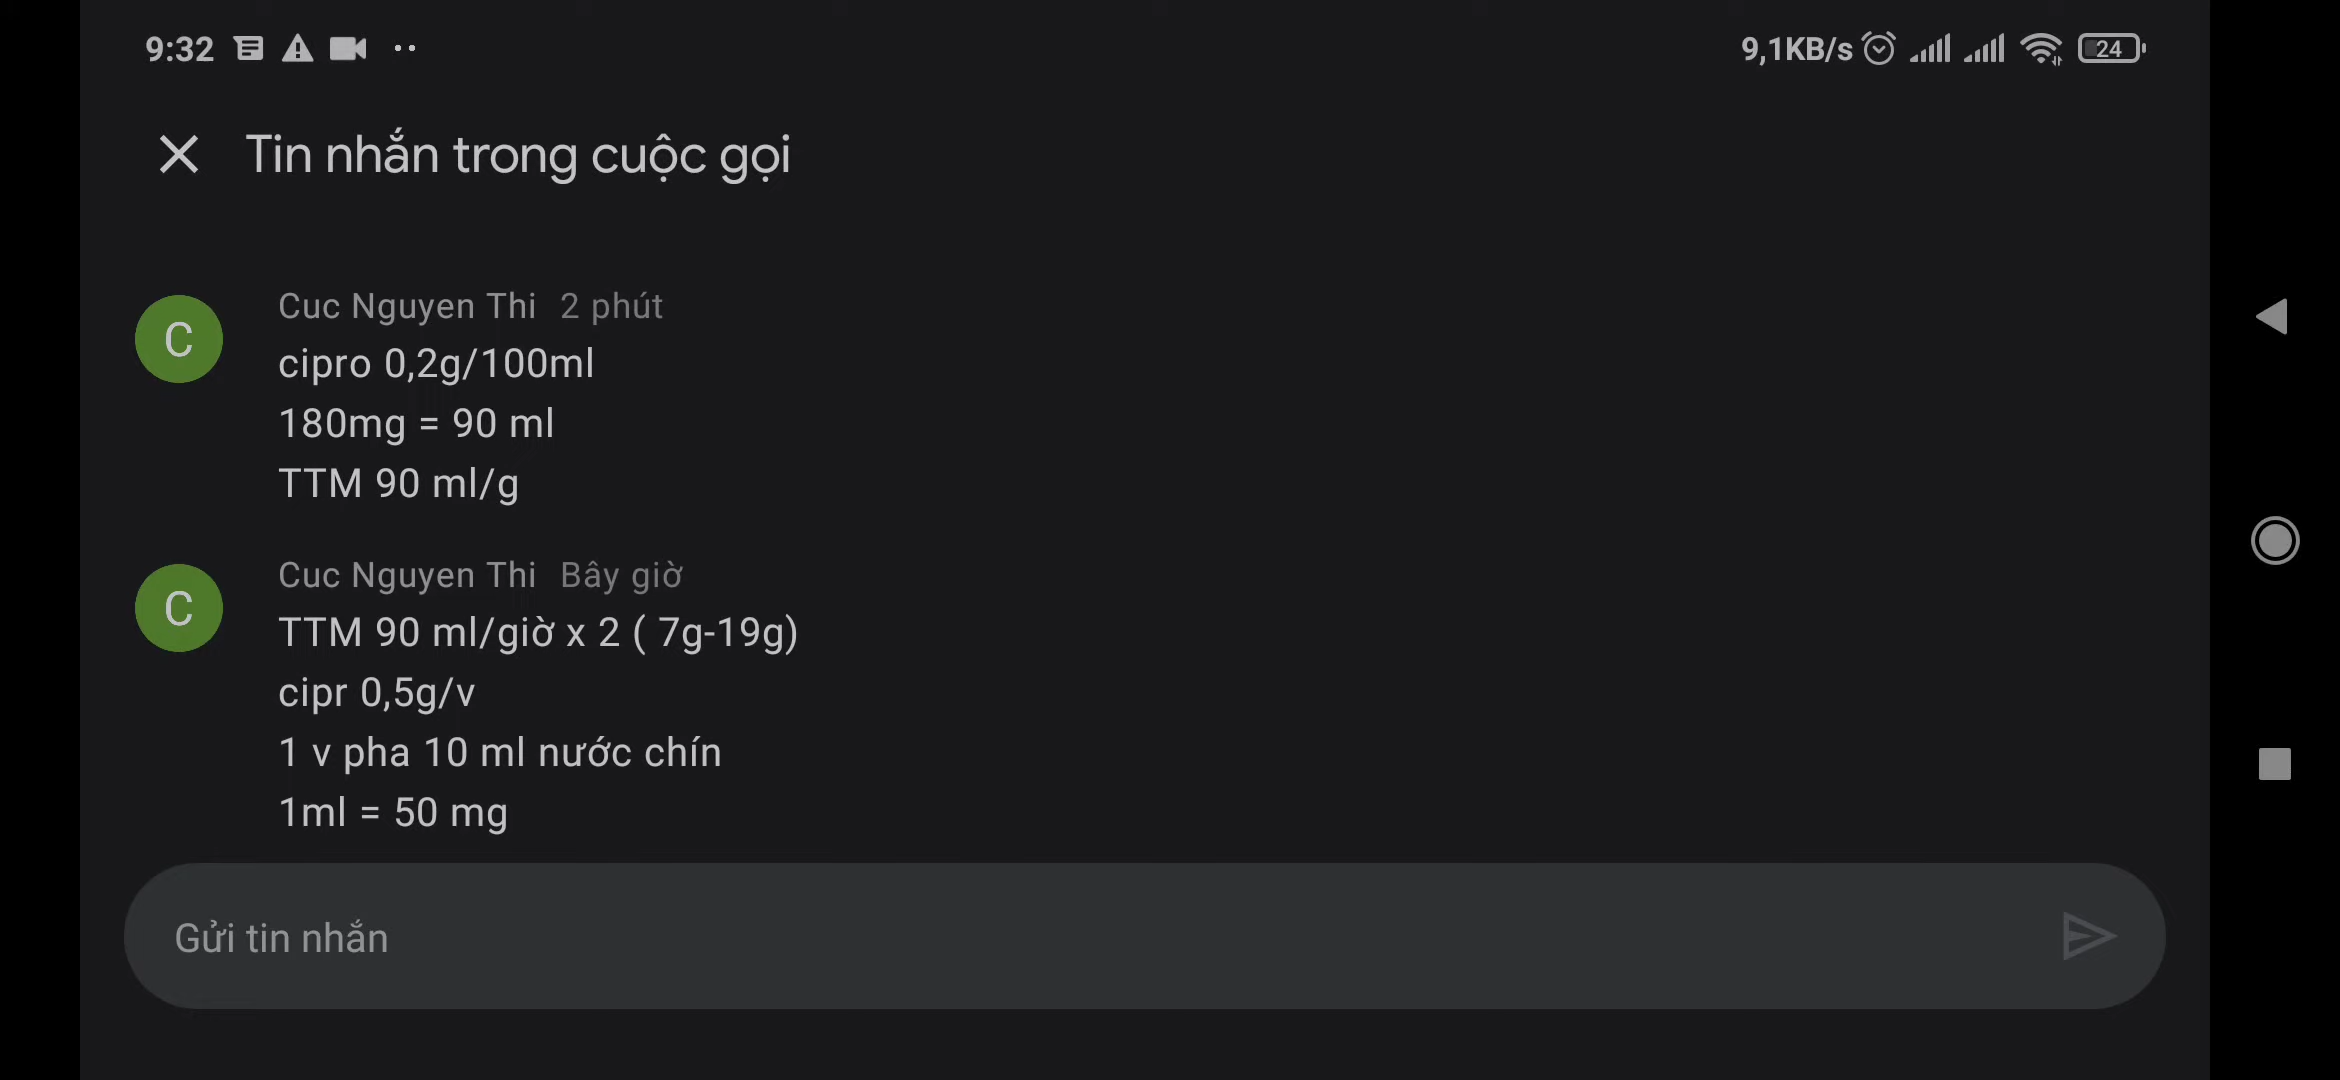 9:32
9,1KB/s
24
Tin nhắn trong cuộc gọi
C
Cuc Nguyen Thi 2 phút
cipro 0,2g/100ml
180mg = 90 ml
TTM 90 ml/g
C
Cuc Nguyen Thi Bây giờ
TTM 90 ml/giờ x 2 ( 7g-19g)
cipr 0,5g/v
1 v pha 10 ml nước chín
1ml = 50 mg
Gửi tin nhắn